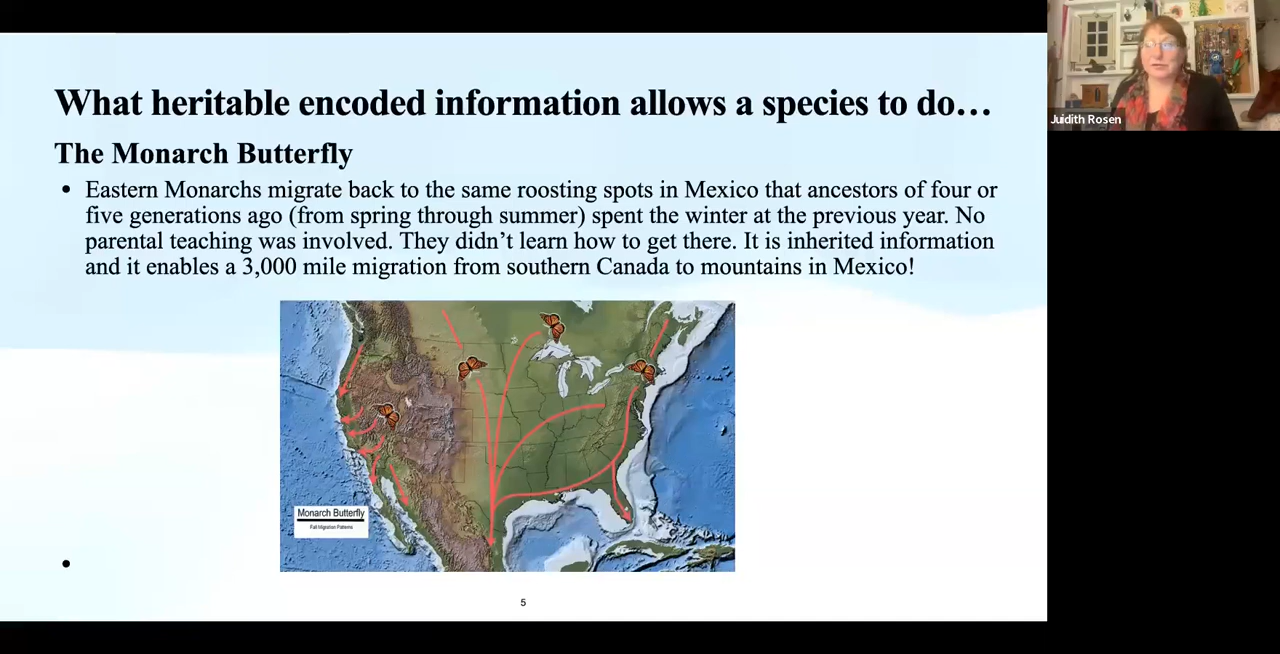 What heritable encoded information allows a species to do…
The Monarch Butterfly
• Eastern Monarchs migrate back to the same roosting spots in Mexico that ancestors of four or
five generations ago (from spring through summer) spent the winter at the previous year. No
parental teaching was involved. They didn’t learn how to get there. It is inherited information
and it enables a 3,000 mile migration from southern Canada to mountains in Mexico!
Monarch Butterfly
Fall Migration Patterns
•
5
Juidith Rosen